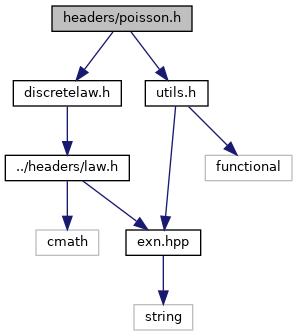 headers/poisson.h
discretelaw.h
utils.h
../headers/law.h
functional
cmath
exn.hpp
string